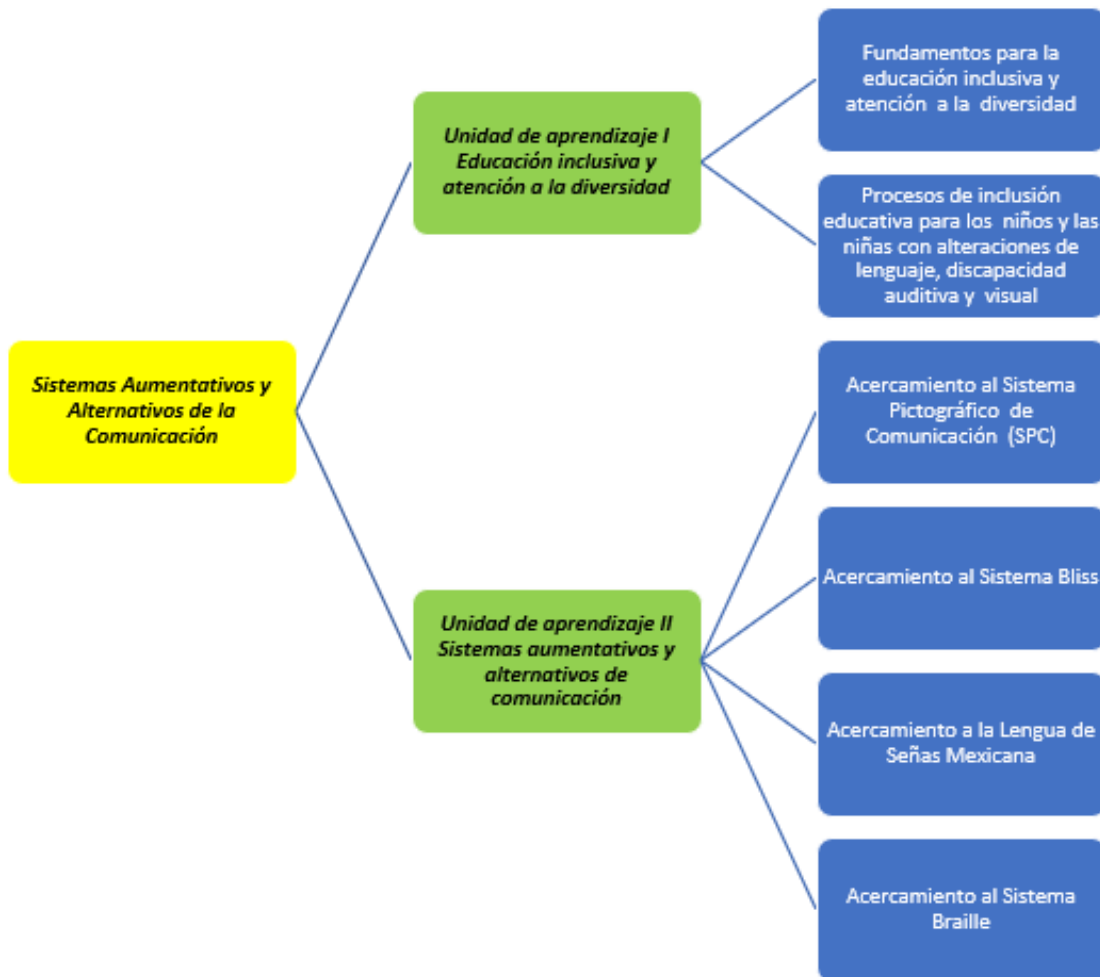 Fundamentos para la
educación inclusiva y
atención a la diversidad
Unidad de aprendizaje I
Educación inclusiva y
atención a la diversidad
Procesos de inclusión
educativa para los niños y las
niñas con alteraciones de
lenguaje, discapacidad
auditiva y visual
Sistemas Aumentativos y
Alternativos de la
Comunicación
Acercamiento al Sistema
Pictográfico de
Comunicación (SPC)
Acercamiento al Sistema Bliss
Unidad de aprendizaje II
Sistemas aumentativos y
alternativos de
comunicación
Acercamiento a la Lengua de
Señas Mexicana
Acercamiento al Sistema
Braille